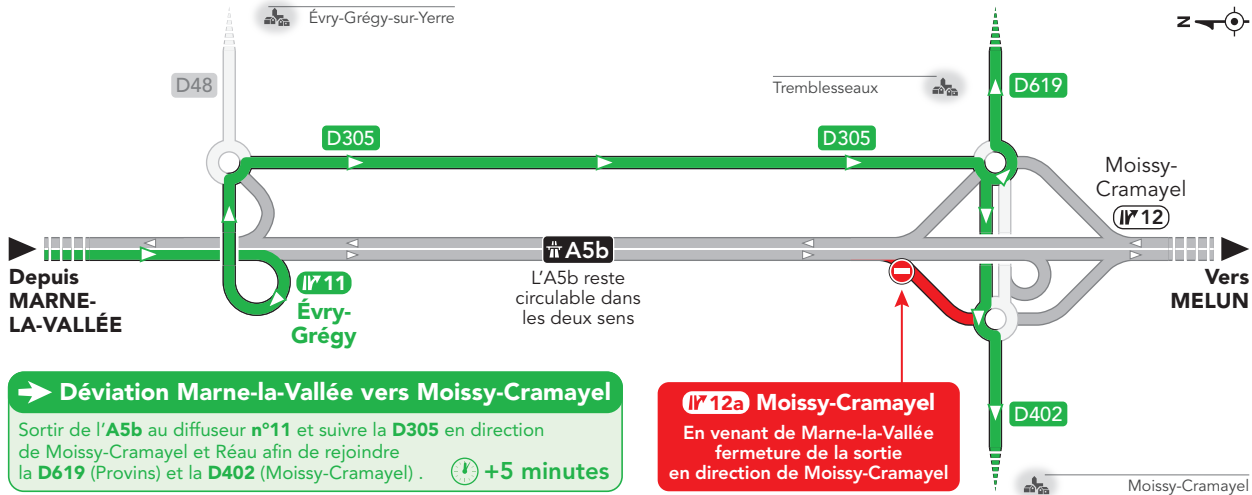 Évry-Grégy-sur-Yerre
N
D48
Tremblesseaux
D619
D305
D305
Moissy-
Cramayel
12
A5b
Depuis
MARNE-
LA-VALLÉE
11
Évry-
Grégy
L'A5b reste
circulable dans
les deux sens
Vers
MELUN
Déviation Marne-la-Vallée vers Moissy-Cramayel
Sortir de l'A5b au diffuseur n°11 et suivre la D305 en direction
de Moissy-Cramayel et Réau afin de rejoindre
la D619 (Provins) et la D402 (Moissy-Cramayel) .
+5 minutes
12a Moissy-Cramayel
En venant de Marne-la-Vallée
fermeture de la sortie
en direction de Moissy-Cramayel
D402
Moissy-Cramayel